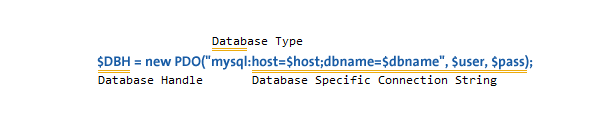 Database Type
$DBH = new PDO("mysql:host=$host;dbname=$dbname", $user, $pass);
Database Handle Database Specific Connection String